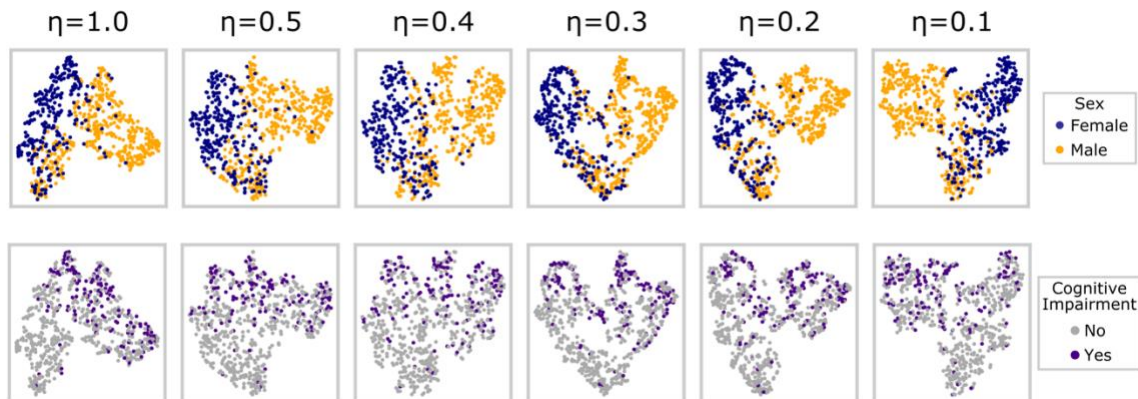 η=1.0 η=0.5 η=0.4 η=0.3 η=0.2 η=0.1
Sex
Female
Male
Cognitive
Impairment
No
Yes